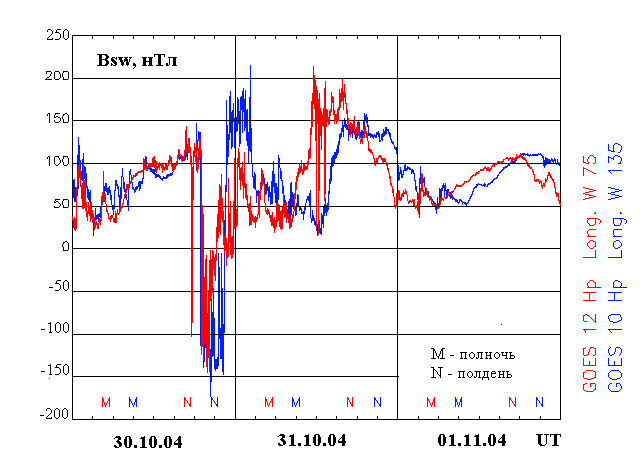 Bsw, нТл
250
200
150
100
50
0
-50
-100
-150
-200
М - полночь
N - полдень
M M N N M M N N M M N N
30.10.04 31.10.04 01.11.04 UT
GOES 12 Hp Long. W 75
GOES 10 Hp Long. W 135